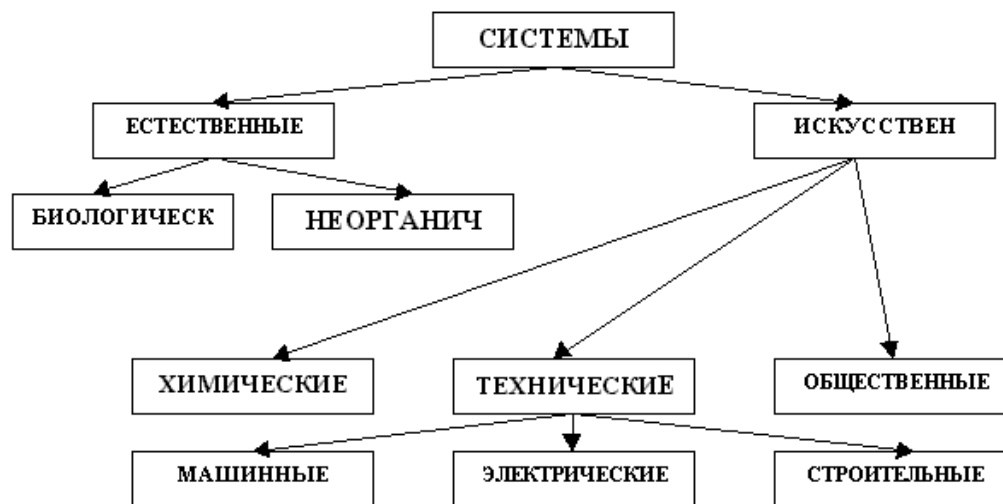 СИСТЕМЫ
ЕСТЕСТВЕННЫЕ
ИСКУССТВЕН
БИОЛОГИЧЕСК
НЕОРГАНИЧ
ХИМИЧЕСКИЕ
ТЕХНИЧЕСКИЕ
ОБЩЕСТВЕННЫЕ
МАШИННЫЕ
ЭЛЕКТРИЧЕСКИЕ
СТРОИТЕЛЬНЫЕ